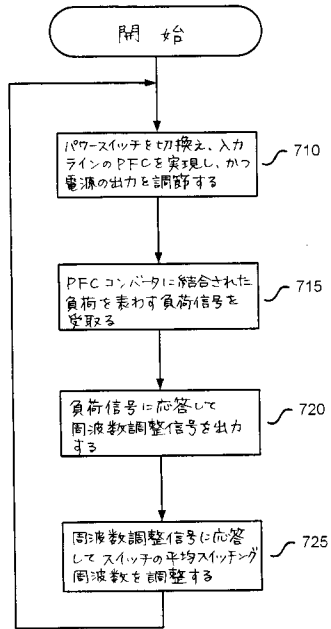 開始
パワースイッチを切換え、入力
ラインのPFCを実現し、かつ
電源の出力を調節する
710
PFCコンバータに結合された
負荷を表わす負荷信号を
受取る
715
負荷信号に応答して
周波数調整信号を出力
する
720
周波数調整信号に応答
してスイッチの平均スイッチング
周波数を調整する
725